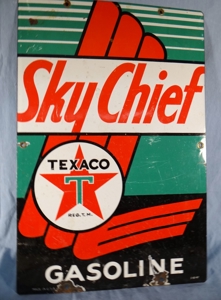 Sky Chief
TEXACO
T
REG. T. M.
GASOLINE